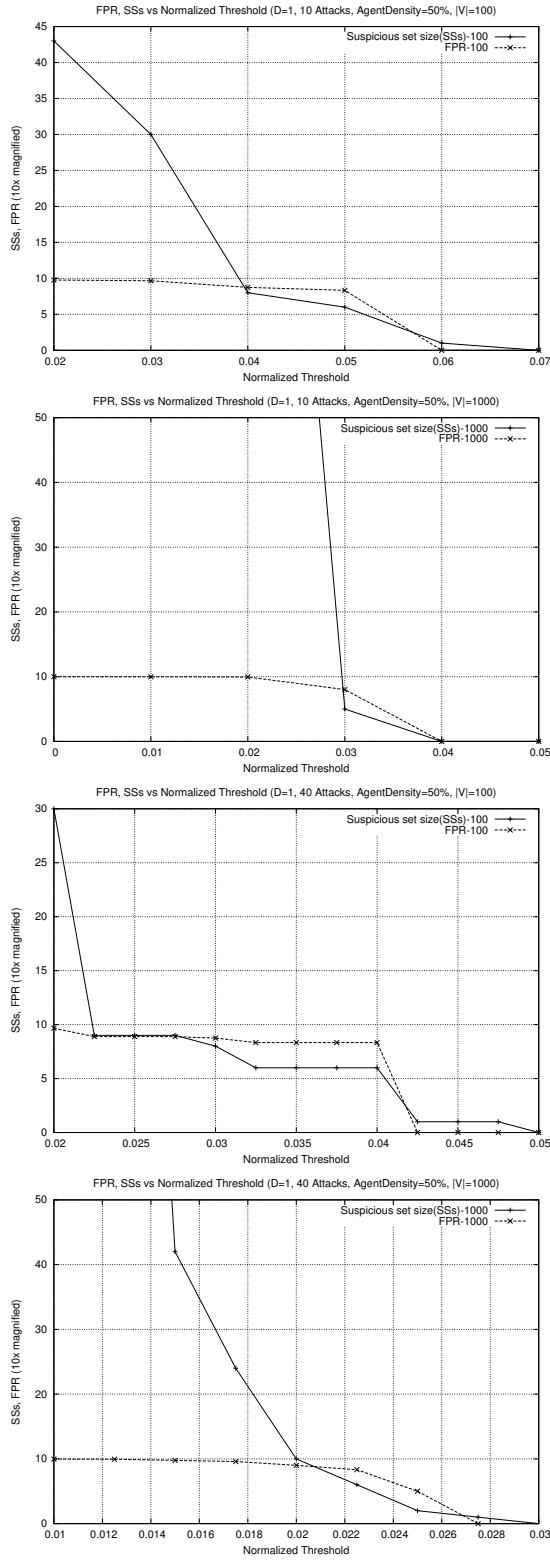 FPR, SSs vs Normalized Threshold (D=1, 10 Attacks, AgentDensity=50%, |V|=100)
Suspicious set size(SSs)-100
FPR-100
45
40
35
30
25
20
15
10
5
0
SSs, FPR (10x magnified)
0.02 0.03 0.04 0.05 0.06 0.07
Normalized Threshold
FPR, SSs vs Normalized Threshold (D=1, 10 Attacks, AgentDensity=50%, |V|=1000)
Suspicious set size(SSs)-1000
FPR-1000
50
40
30
20
10
0
SSs, FPR (10x magnified)
0 0.01 0.02 0.03 0.04 0.05
Normalized Threshold
FPR, SSs vs Normalized Threshold (D=1, 40 Attacks, AgentDensity=50%, |V|=100)
Suspicious set size(SSs)-100
FPR-100
30
25
20
15
10
5
0
SSs, FPR (10x magnified)
0.02 0.025 0.03 0.035 0.04 0.045 0.05
Normalized Threshold
FPR, SSs vs Normalized Threshold (D=1, 40 Attacks, AgentDensity=50%, |V|=1000)
Suspicious set size(SSs)-1000
FPR-1000
50
40
30
20
10
0
SSs, FPR (10x magnified)
0.01 0.012 0.014 0.016 0.018 0.02 0.022 0.024 0.026 0.028 0.03
Normalized Threshold